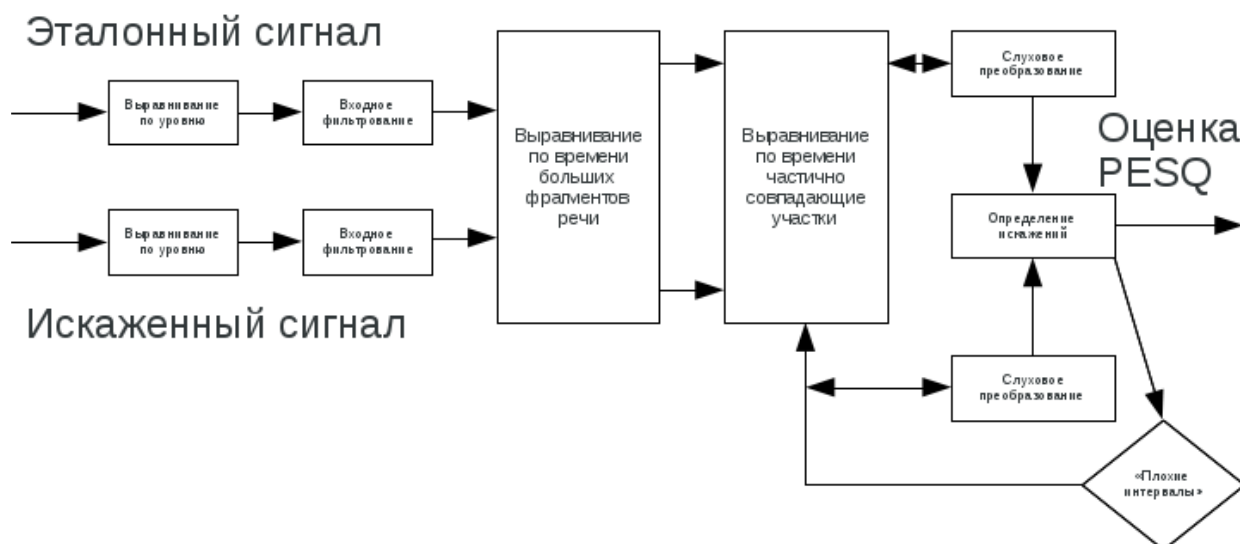 Эталонный сигнал
Выравнивание
по уровню
Входное
фильтрование
Выравнивание
по времени
больших
фрагментов
речи
Выравнивание
по времени
частично
совпадающие
участки
Слуховое
преобразование
Оценка
PESQ
Выравнивание
по уровню
Входное
фильтрование
Определение
искажений
Искаженный сигнал
Слуховое
преобразование
«Плохие
интервалы»